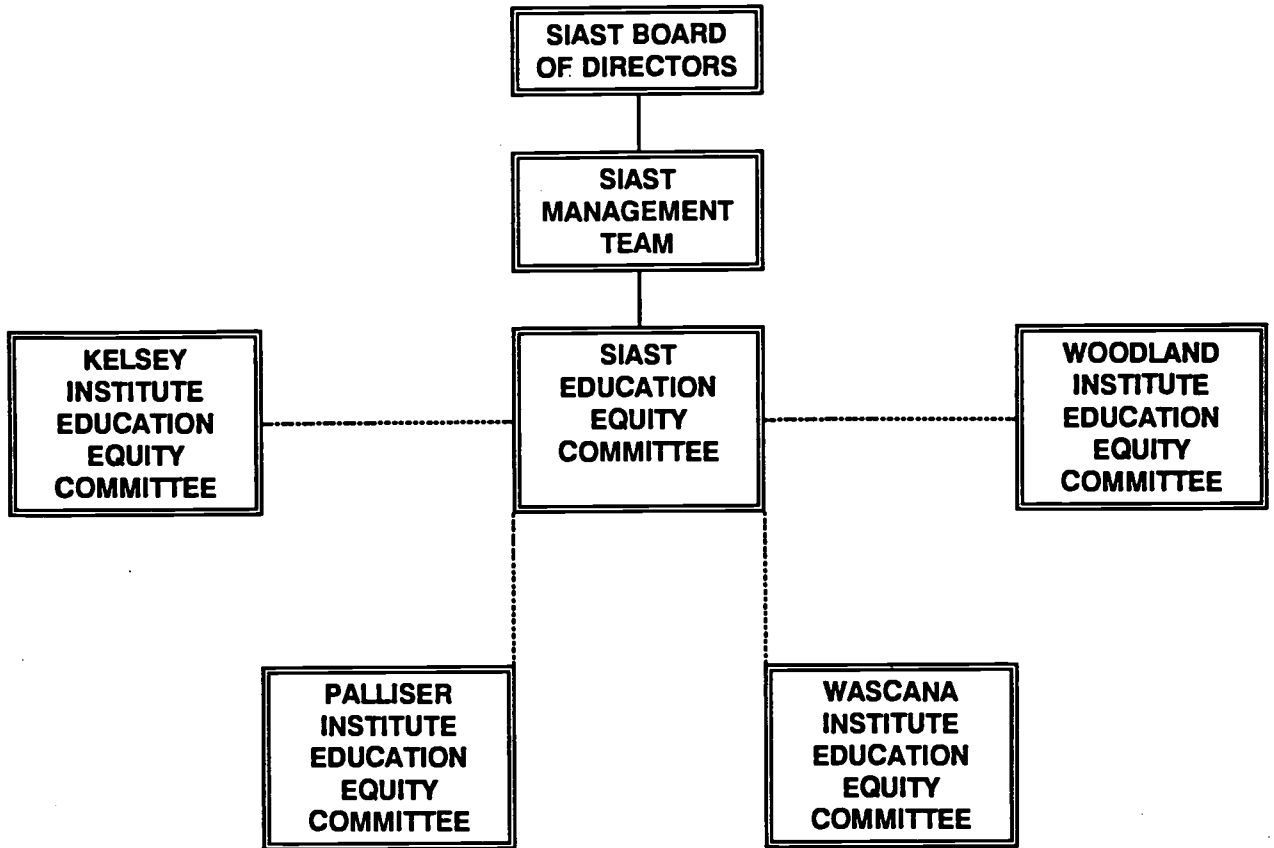 SIAST BOARD
OF DIRECTORS
SIAST
MANAGEMENT
TEAM
KELSEY
INSTITUTE
EDUCATION
EQUITY
COMMITTEE
SIAST
EDUCATION
EQUITY
COMMITTEE
WOODLAND
INSTITUTE
EDUCATION
EQUITY
COMMITTEE
PALLISER
INSTITUTE
EDUCATION
EQUITY
COMMITTEE
WASCANA
INSTITUTE
EDUCATION
EQUITY
COMMITTEE